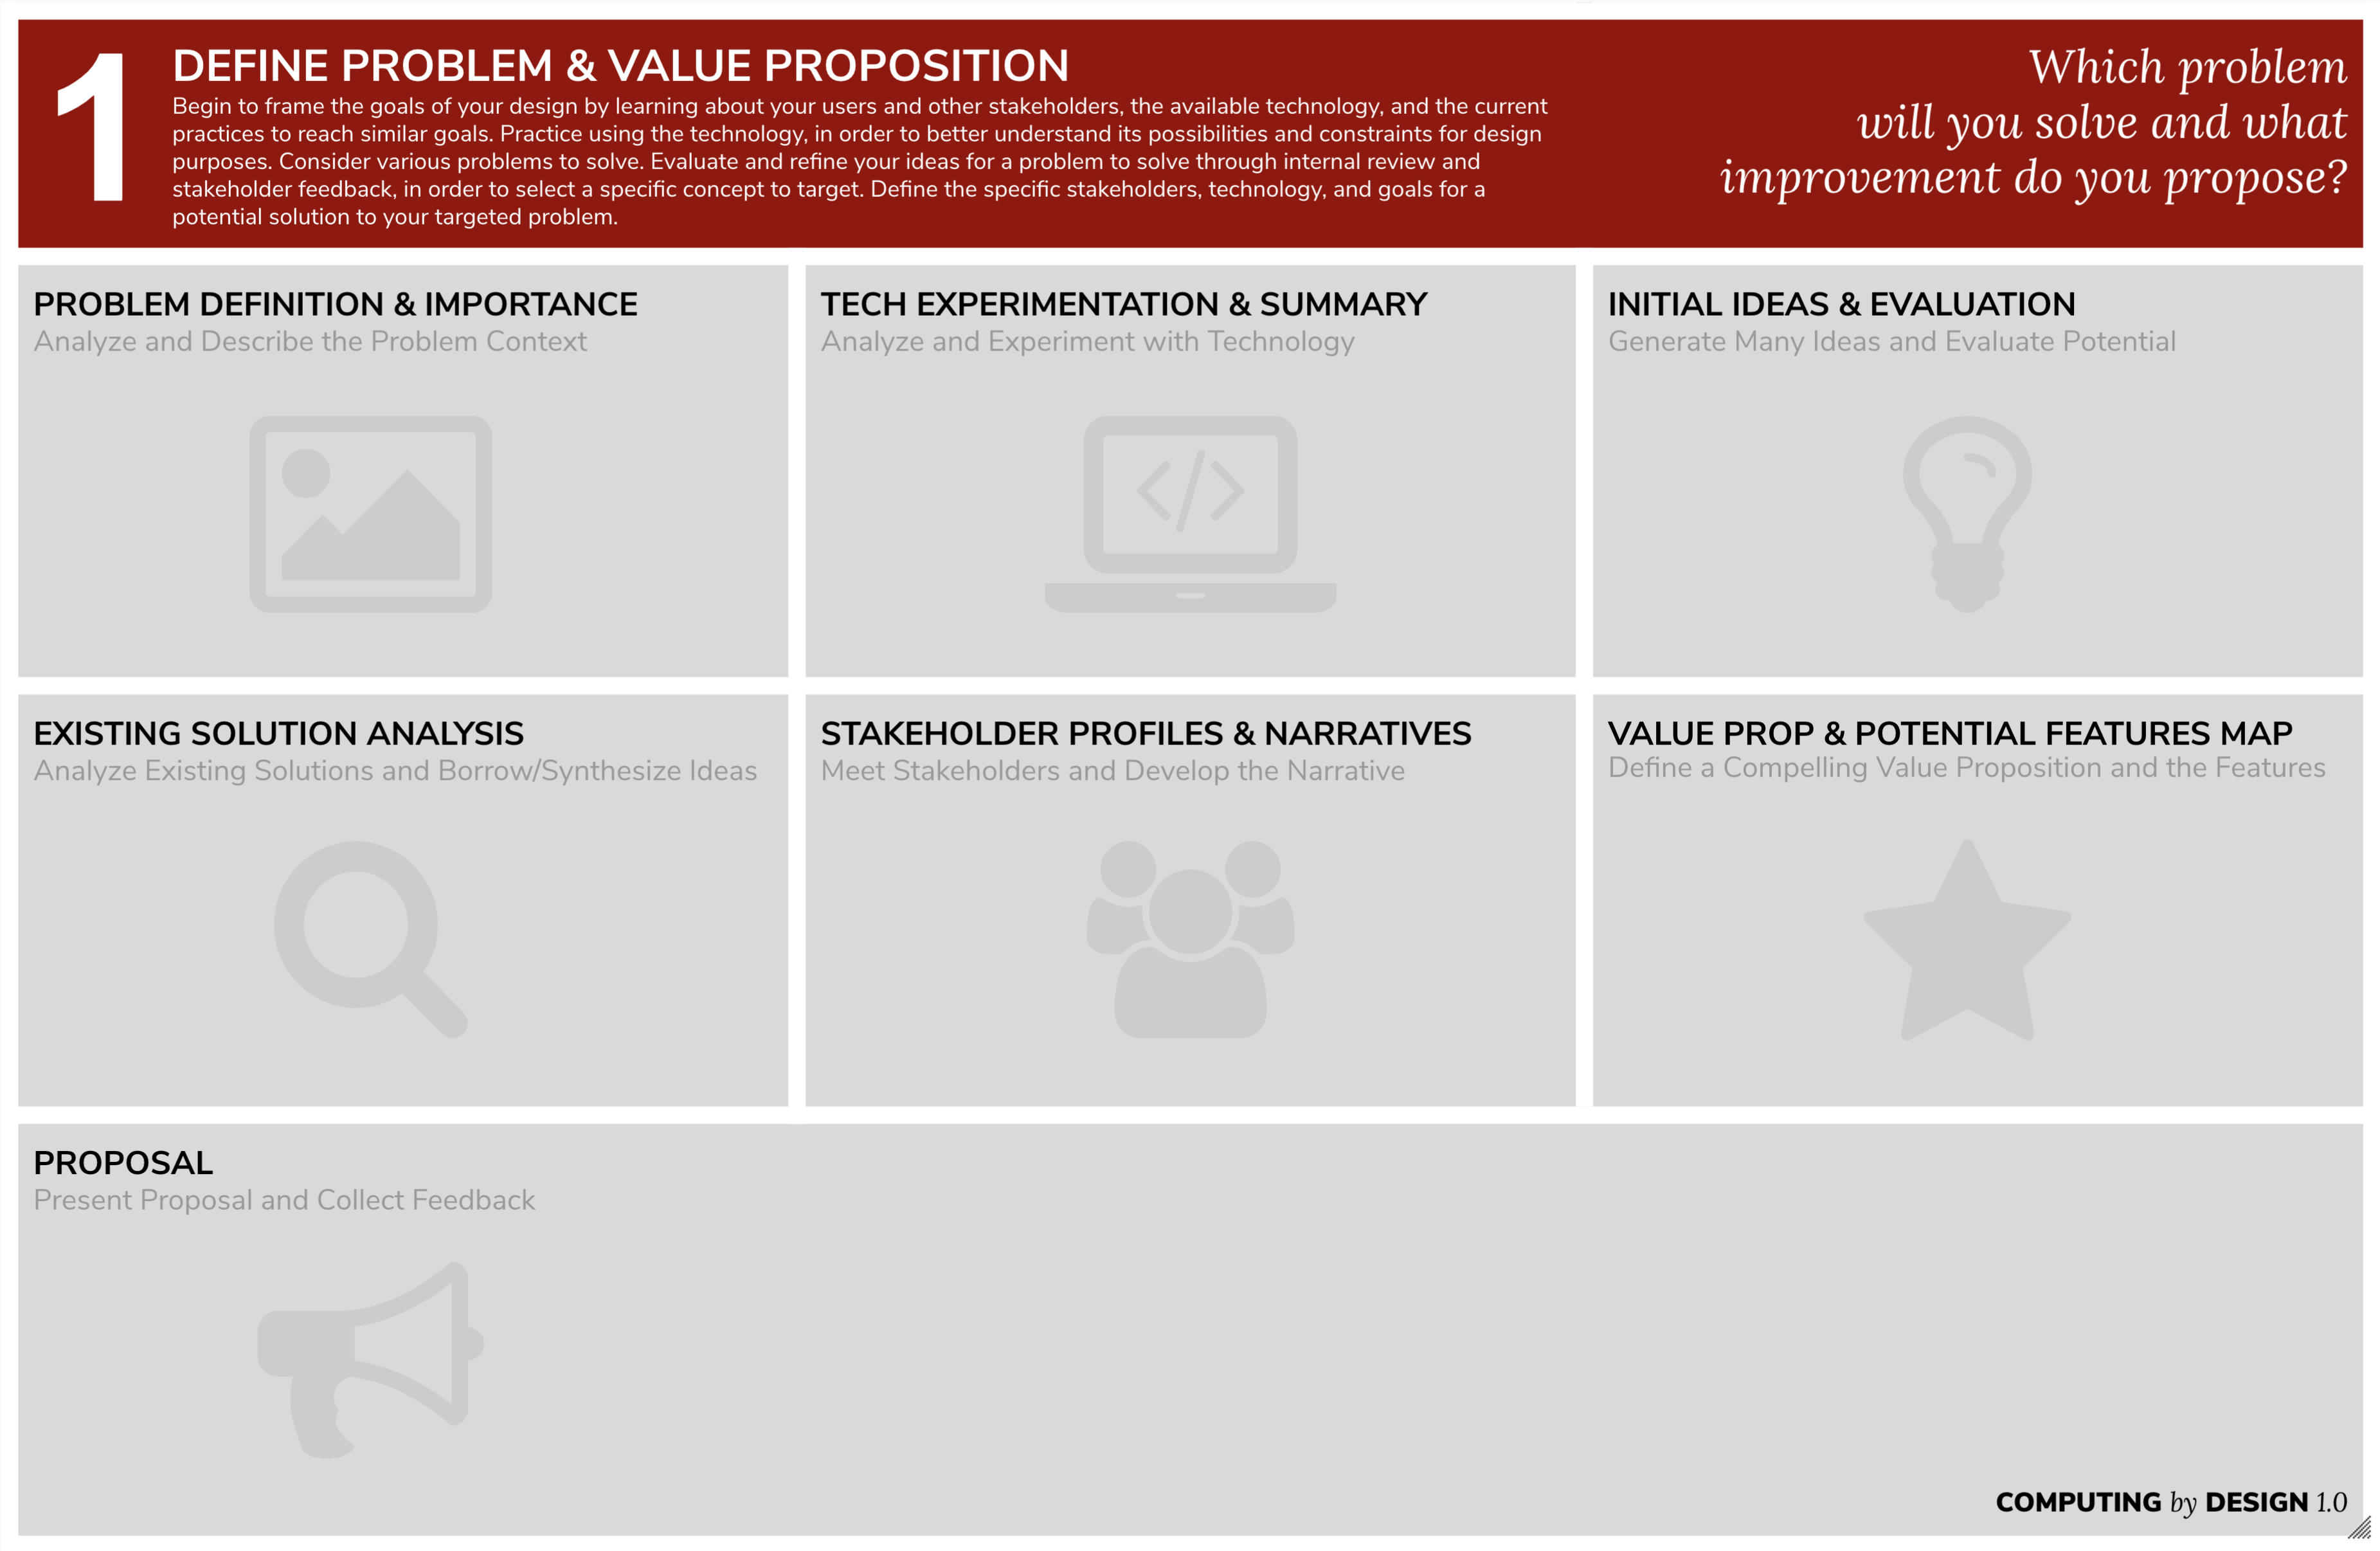 1
DEFINE PROBLEM & VALUE PROPOSITION
Begin to frame the goals of your design by learning about your users and other stakeholders, the available technology, and the current
practices to reach similar goals. Practice using the technology, in order to better understand its possibilities and constraints for design
purposes. Consider various problems to solve. Evaluate and refine your ideas for a problem to solve through internal review and
stakeholder feedback, in order to select a specific concept to target. Define the specific stakeholders, technology, and goals for a
potential solution to your targeted problem.
Which problem
will you solve and what
improvement do you propose?
PROBLEM DEFINITION & IMPORTANCE
Analyze and Describe the Problem Context
TECH EXPERIMENTATION & SUMMARY
Analyze and Experiment with Technology
</>
INITIAL IDEAS & EVALUATION
Generate Many Ideas and Evaluate Potential
EXISTING SOLUTION ANALYSIS
Analyze Existing Solutions and Borrow/Synthesize Ideas
STAKEHOLDER PROFILES & NARRATIVES
Meet Stakeholders and Develop the Narrative
VALUE PROP & POTENTIAL FEATURES MAP
Define a Compelling Value Proposition and the Features
PROPOSAL
Present Proposal and Collect Feedback
COMPUTING by DESIGN 1.0